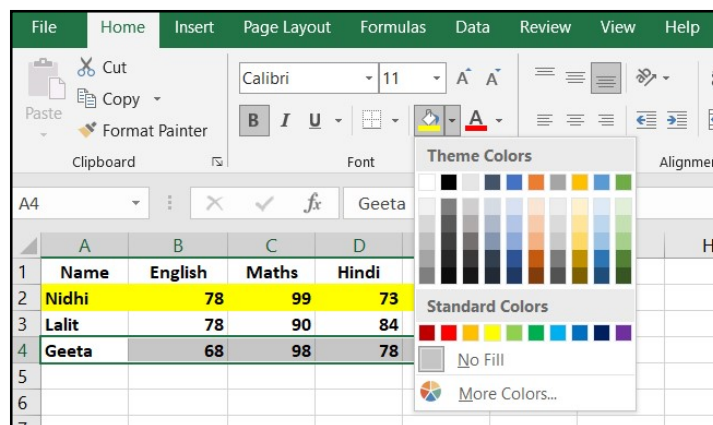 File Home Insert Page Layout Formulas Data Review View Help
Cut
Calibri 11 A A
Copy
Paste
B I U A
Format Painter
Clipboard Font Alignme
Theme Colors
A4 fx Geeta
A B C D H
1 Name English Maths Hindi
2 Nidhi 78 99 73
Standard Colors
3 Lalit 78 90 84
4 Geeta 68 98 78
No Fill
5
More Colors...
6